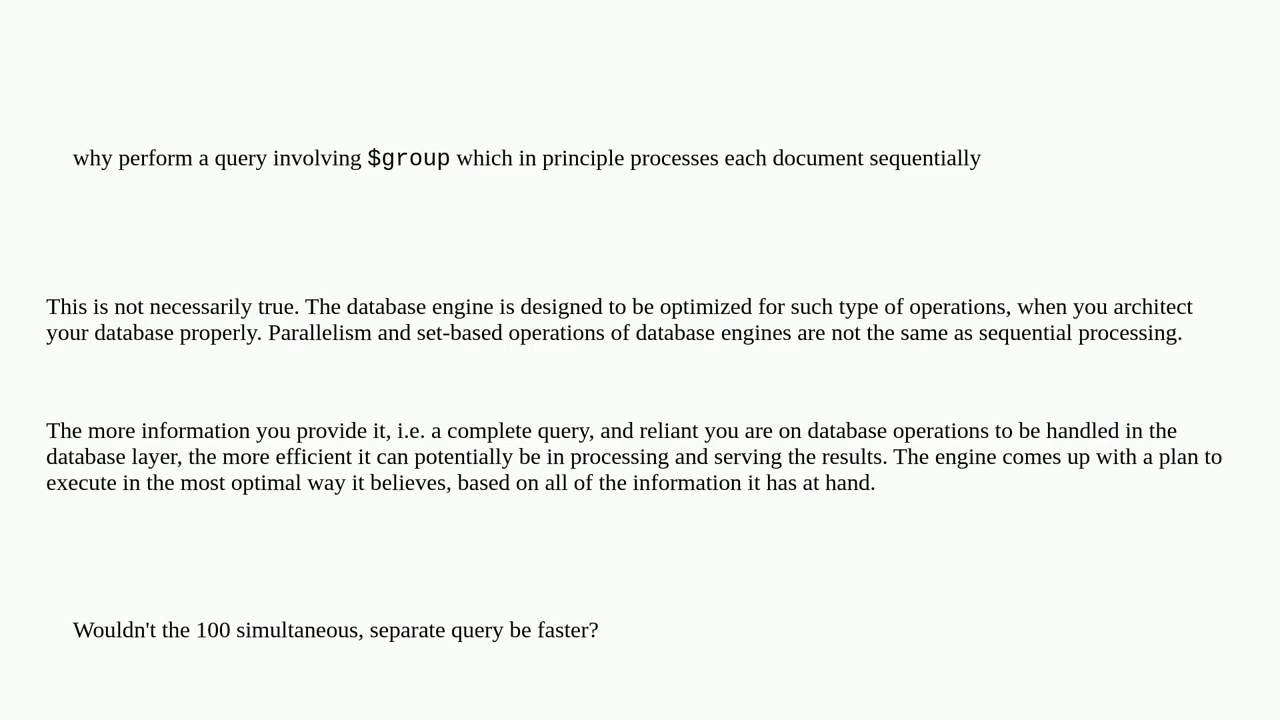 why perform a query involving $group which in principle processes each document sequentially
This is not necessarily true. The database engine is designed to be optimized for such type of operations, when you architect
your database properly. Parallelism and set-based operations of database engines are not the same as sequential processing.
The more information you provide it, i.e. a complete query, and reliant you are on database operations to be handled in the
database layer, the more efficient it can potentially be in processing and serving the results. The engine comes up with a plan to
execute in the most optimal way it believes, based on all of the information it has at hand.
Wouldn't the 100 simultaneous, separate query be faster?